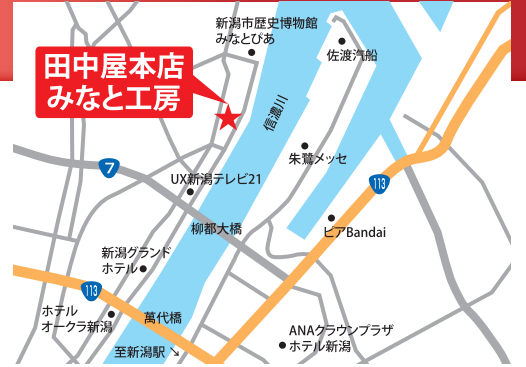 新潟市歴史博物館
みなとぴあ
佐渡汽船
田中屋本店
みなと工房
信濃川
朱鷺メッセ
7
UX新潟テレビ21
113
柳都大橋
ピアBandai
新潟グランド
ホテル
113
ホテル
オークラ新潟
萬代橋
ANAクラウンプラザ
ホテル新潟
至新潟駅↘